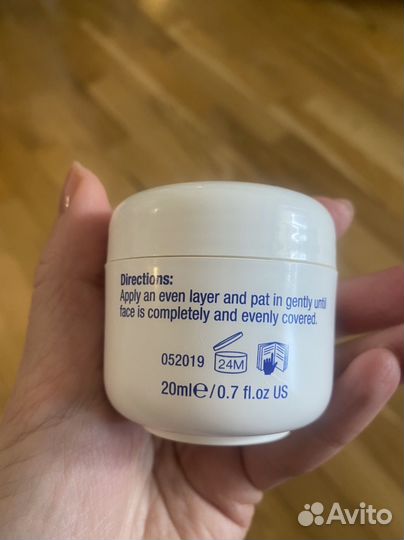 Directions:
Apply an even layer and pat in gently until
face is completely and evenly covered.
052019 24M
20ml℮/0.7 fl.oz US
Avito